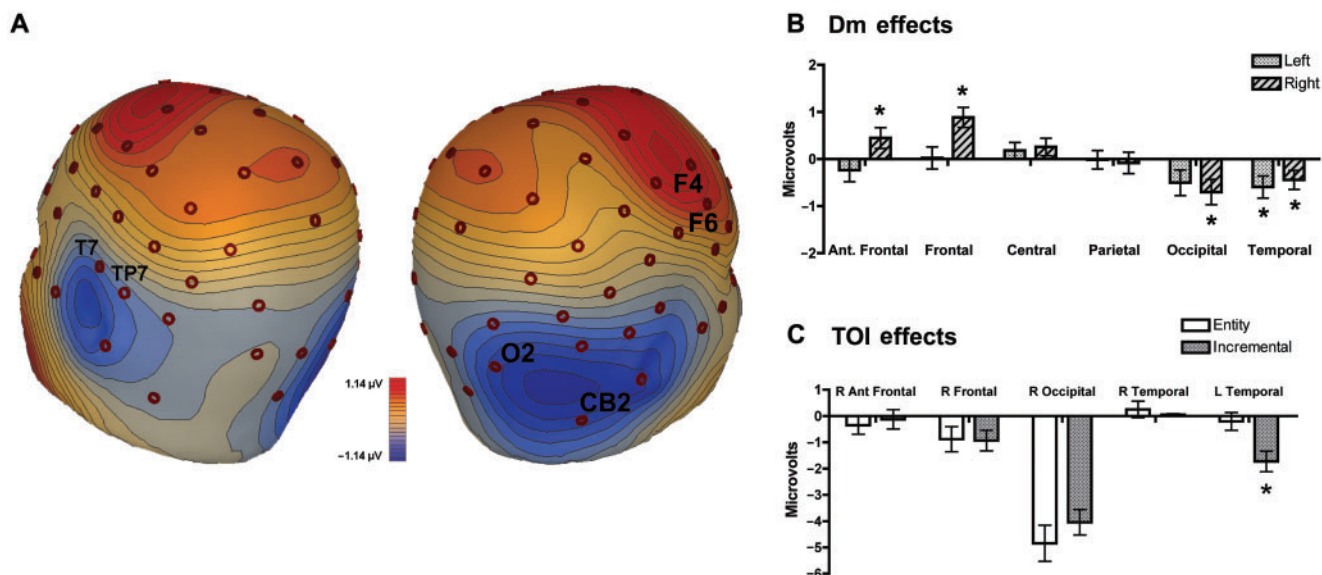 A
T7
TP7
F4
F6
O2
CB2
1.14 µV
−1.14 µV
B Dm effects
Left
Right
Microvolts
2
1
0
−1
−2
* * * * *
Ant. Frontal Frontal Central Parietal Occipital Temporal
C TOI effects
Entity
Incremental
Microvolts
1
0
−1
−2
−3
−4
−5
−6
R Ant Frontal R Frontal R Occipital R Temporal L Temporal
*